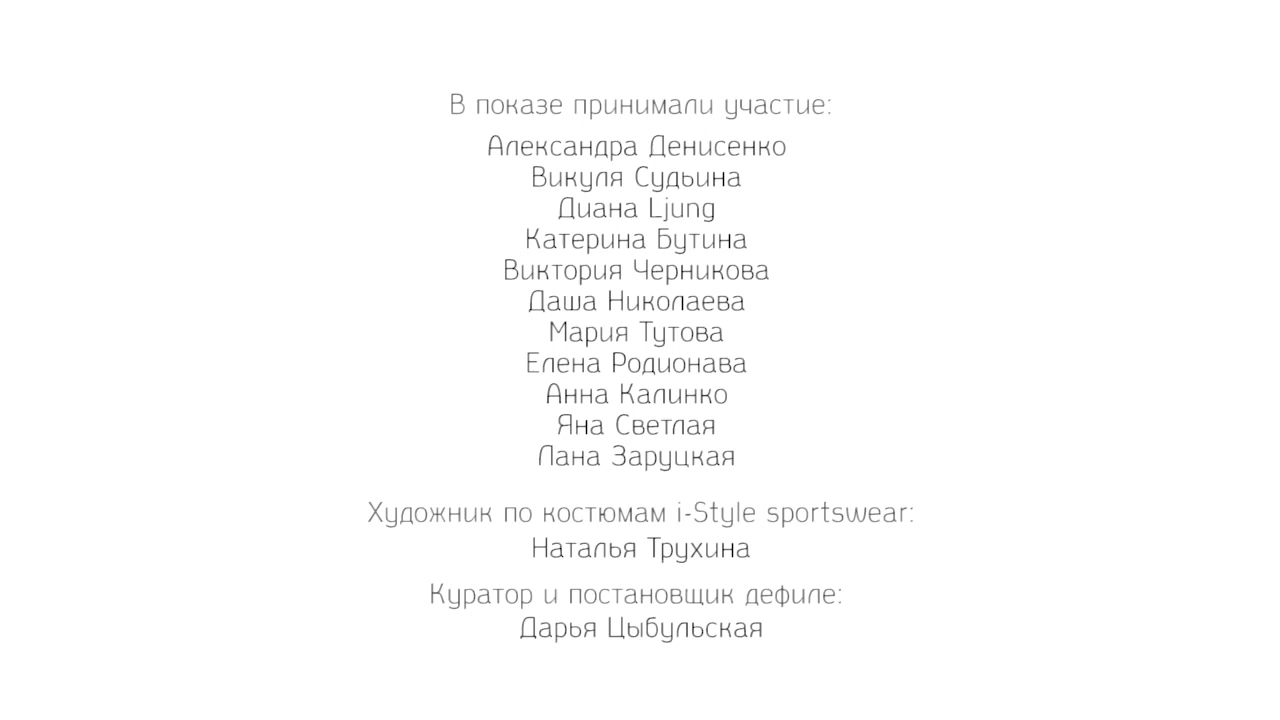 В показе принимали участие:
Александра Денисенко
Викуля Судьина
Диана Ljung
Катерина Бутина
Виктория Черникова
Даша Николаева
Мария Тутова
Елена Родионава
Анна Калинко
Яна Светлая
Лана Заруцкая
Художник по костюмам i-Style sportswear:
Наталья Трухина
Куратор и постановщик дефиле:
Дарья Цыбульская